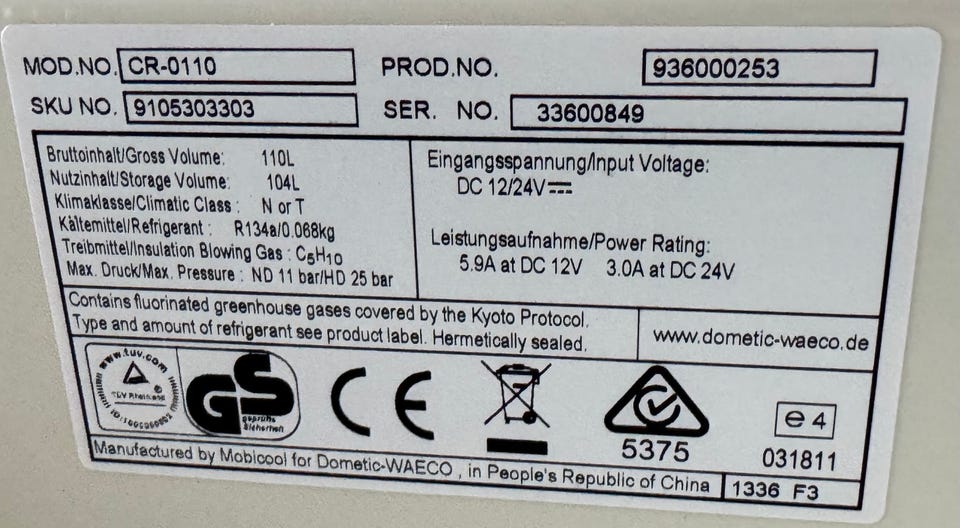 MOD.NO. CR-0110 PROD.NO. 936000253
SKU NO. 9105303303 SER. NO. 33600849
Bruttoinhalt/Gross Volume: 110L
Nutzinhalt/Storage Volume: 104L
Klimaklasse/Climatic Class : N or T
Kältemittel/Refrigerant : R134a/0.068kg
Treibmittel/Insulation Blowing Gas : C5H10
Max. Druck/Max. Pressure : ND 11 bar/HD 25 bar
Eingangsspannung/Input Voltage:
DC 12/24V
Leistungsaufnahme/Power Rating:
5.9A at DC 12V 3.0A at DC 24V
Contains fluorinated greenhouse gases covered by the Kyoto Protocol.
Type and amount of refrigerant see product label. Hermetically sealed.
www.dometic-waeco.de
www.tuv.com
TÜV Rheinland
GS
geprüfte
Sicherheit
CE
5375
e4
031811
Manufactured by Mobicool for Dometic-WAECO , in People's Republic of China
1336 F3